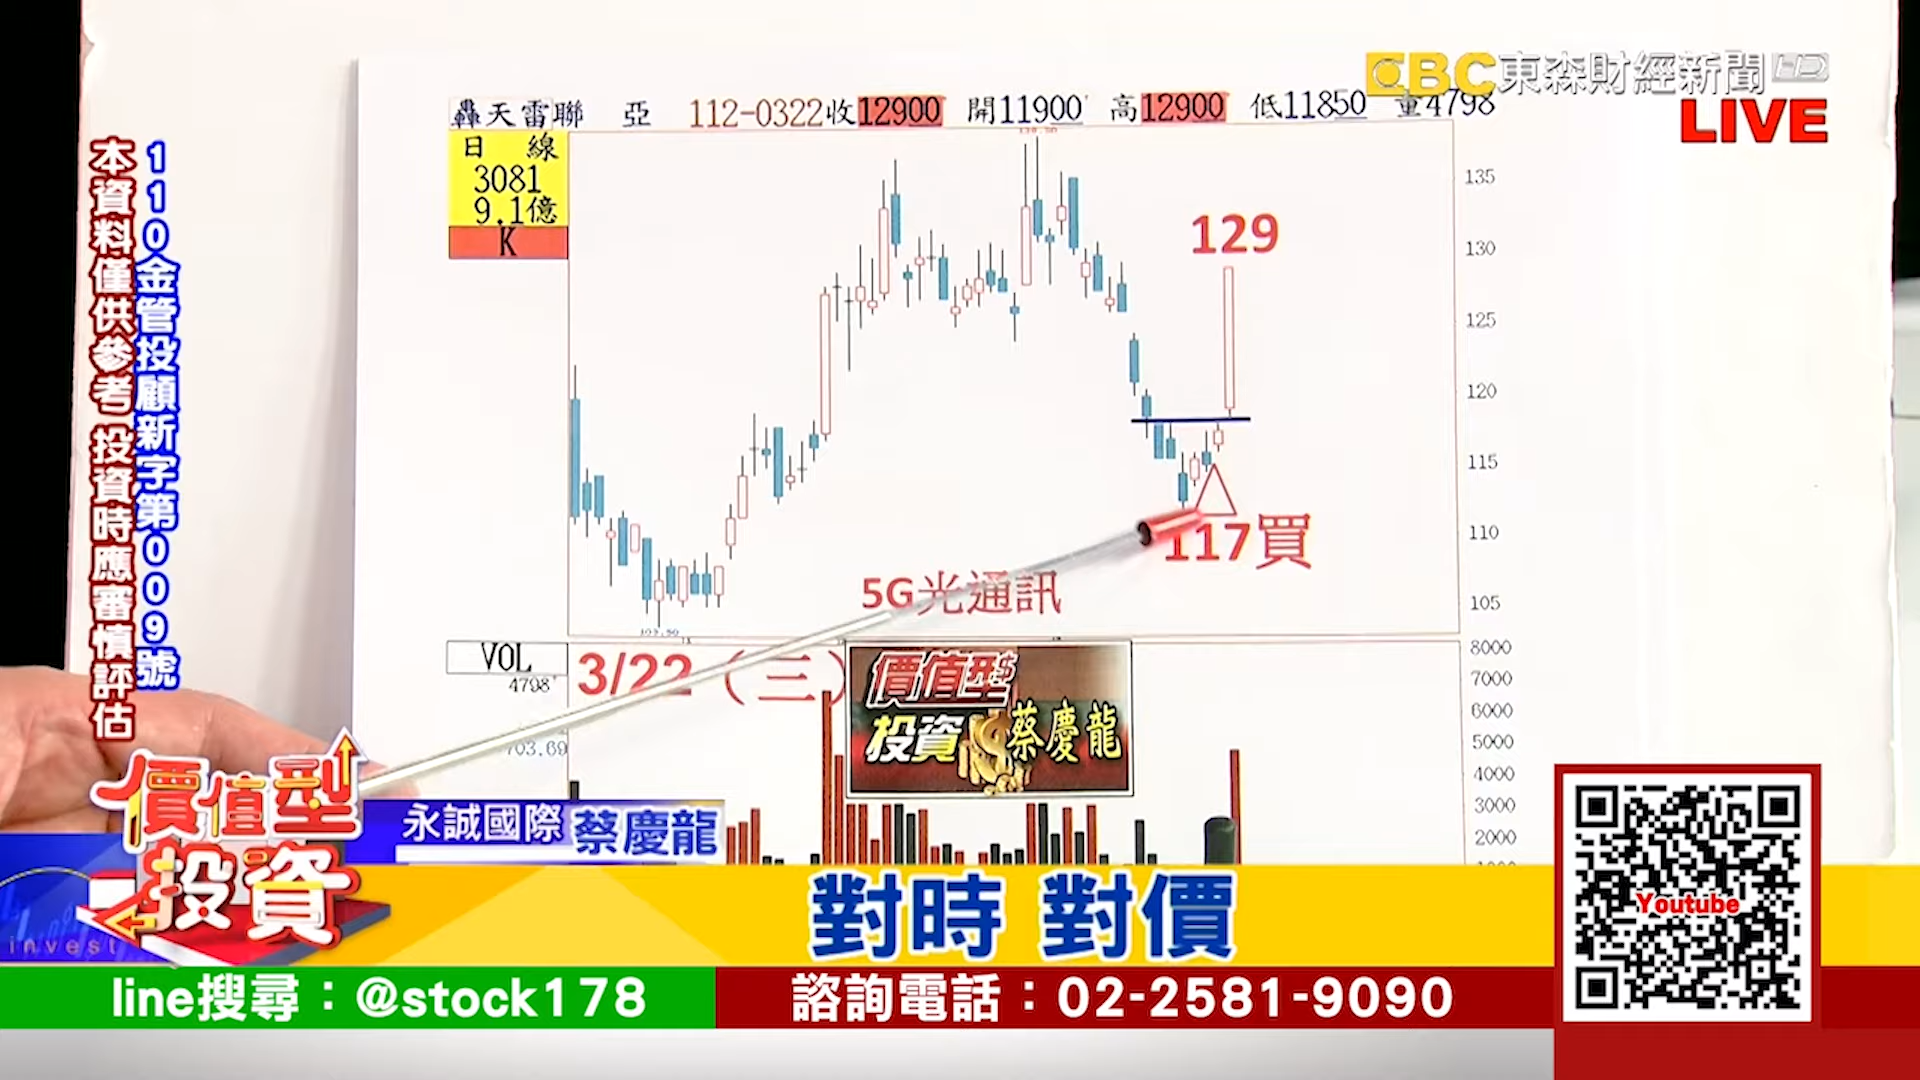 EBC東森財經新聞HD
LIVE
本資料僅供參考 投資時應審慎評估
110金管投顧新字第009號
轟天雷聯 亞 112-0322收12900 開11900 高12900 低11850 量4798
日 線
3081
9.1億
K
135
130
125
120
115
110
105
129
117買
5G光通訊
VOL
4798
703.69
3/22（三）
8000
7000
6000
5000
4000
3000
2000
價值型
投資
蔡慶龍
價值型
投資
invest
永誠國際 蔡慶龍
對時 對價
Youtube
line搜尋：@stock178
諮詢電話：02-2581-9090